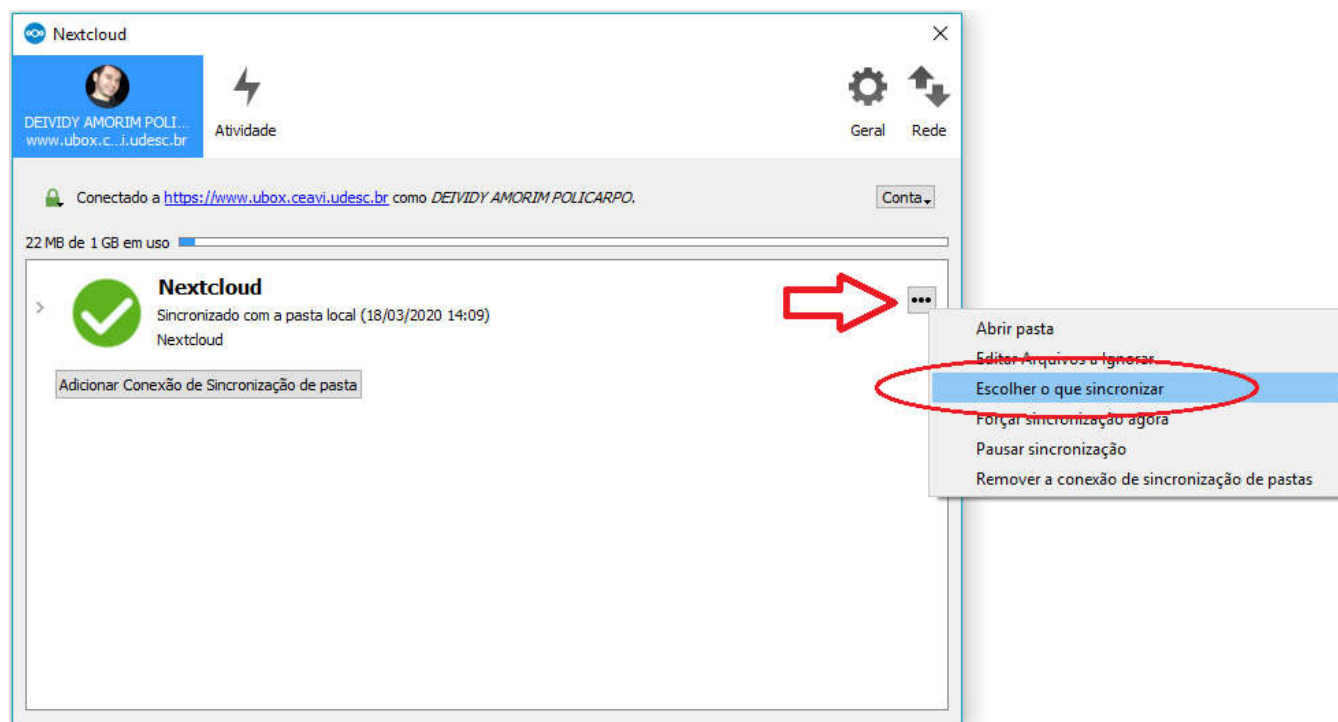 Nextcloud
DEIVIDY AMORIM POLI...
www.ubox.c...i.udesc.br
Atividade
Geral
Rede
Conectado a https://www.ubox.ceavi.udesc.br como DEIVIDY AMORIM POLICARPO.
Conta
22 MB de 1 GB em uso
Nextcloud
Sincronizado com a pasta local (18/03/2020 14:09)
Nextcloud
Adicionar Conexão de Sincronização de pasta
Abrir pasta
Editar Arquivos a Ignorar
Escolher o que sincronizar
Forçar sincronização agora
Pausar sincronização
Remover a conexão de sincronização de pastas